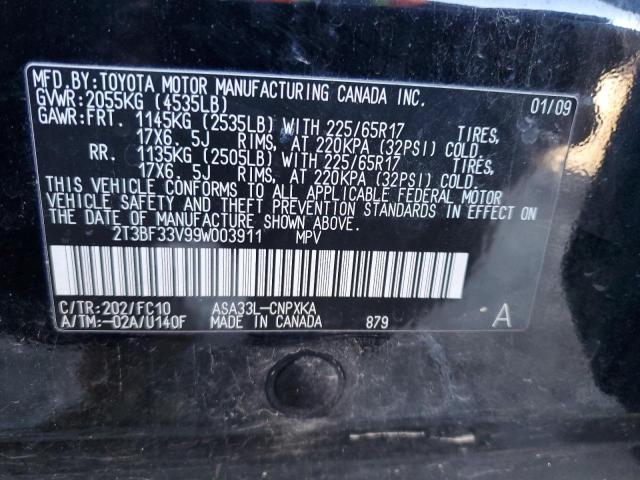 MFD.BY:TOYOTA MOTOR MANUFACTURING CANADA INC.
GVWR:2055KG (4535LB) 01/09
GAWR:FRT. 1145KG (2535LB) WITH 225/65R17 TIRES,
17X6. 5J RIMS, AT 220KPA (32PSI) COLD.
RR. 1135KG (2505LB) WITH 225/65R17 TIRES,
17X6. 5J RIMS, AT 220KPA (32PSI) COLD.
THIS VEHICLE CONFORMS TO ALL APPLICABLE FEDERAL MOTOR
VEHICLE SAFETY AND THEFT PREVENTION STANDARDS IN EFFECT ON
THE DATE OF MANUFACTURE SHOWN ABOVE.
2T3BF33V99W003911 MPV
C/TR:202/FC10 ASA33L-CNPXKA
A/TM:-02A/U140F MADE IN CANADA 879 A